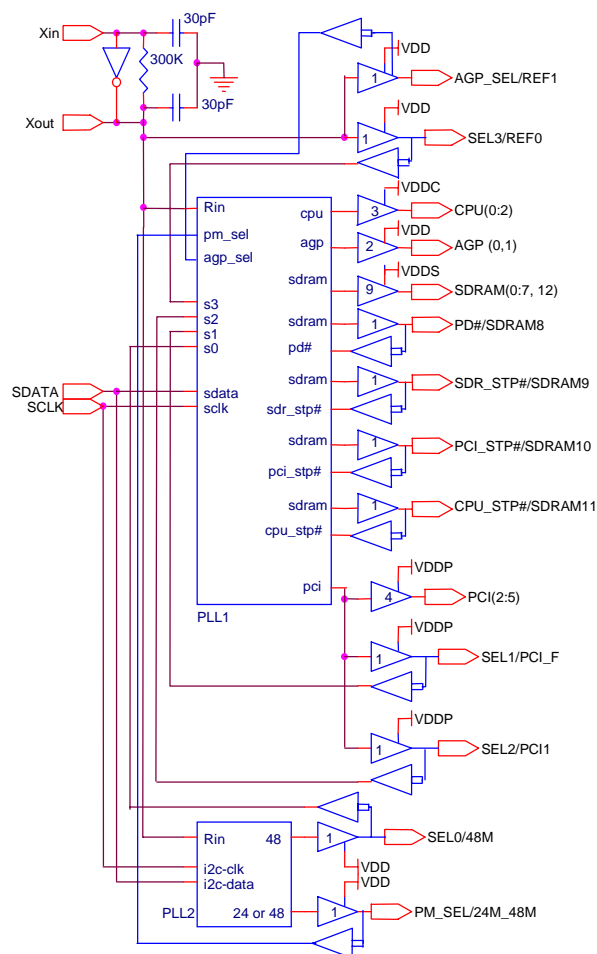 30pF
Xin
300K
30pF
Xout
VDD
1
AGP_SEL/REF1
VDD
1
SEL3/REF0
Rin
pm_sel
agp_sel
s3
s2
s1
s0
SDATA
SCLK
sdata
sclk
cpu
3
VDDC
CPU(0:2)
agp
2
VDD
AGP (0,1)
sdram
9
VDDS
SDRAM(0:7, 12)
sdram
1
PD#/SDRAM8
pd#
sdram
1
SDR_STP#/SDRAM9
sdr_stp#
sdram
1
PCI_STP#/SDRAM10
pci_stp#
sdram
1
CPU_STP#/SDRAM11
cpu_stp#
pci
PLL1
VDDP
4
PCI(2:5)
VDDP
1
SEL1/PCI_F
VDDP
1
SEL2/PCI1
Rin
48
1
SEL0/48M
i2c-clk
i2c-data
VDD
VDD
PLL2
24 or 48
1
PM_SEL/24M_48M